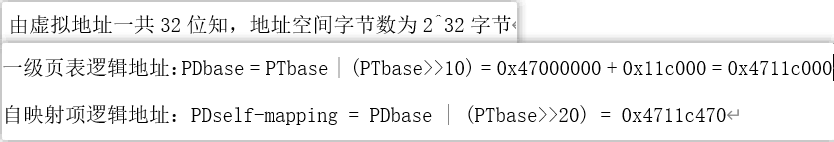 由虚拟地址一共 32 位知，地址空间字节数为 2^32 字节
一级页表逻辑地址:PDbase＝PTbase｜(PTbase>>10)＝0x47000000＋0x11c000＝0x4711c000
自映射项逻辑地址：PDself-mapping = PDbase | (PTbase>>20) = 0x4711c470